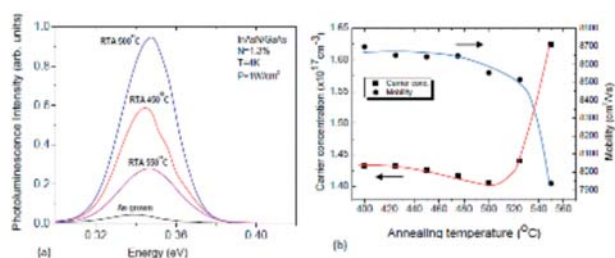 Photoluminescence Intensity (arb. units)
1.0
0.8
0.6
0.4
0.2
0.0
RTA 500°C
RTA 450°C
RTA 550°C
As grown
InAsN/GaAs
N=1.2%
T=4K
P=1W/cm²
0.32
0.36
0.40
Energy (eV)
(a)
Carrier concentration (x10¹⁷cm⁻³)
1.65
1.60
1.55
1.50
1.45
1.40
Carrier conc.
Mobility
8800
8700
8600
8500
8400
8300
8200
8100
8000
7900
Mobility (cm²/Vs)
400 420 440 460 480 500 520 540 560
Annealing temperature (°C)
(b)